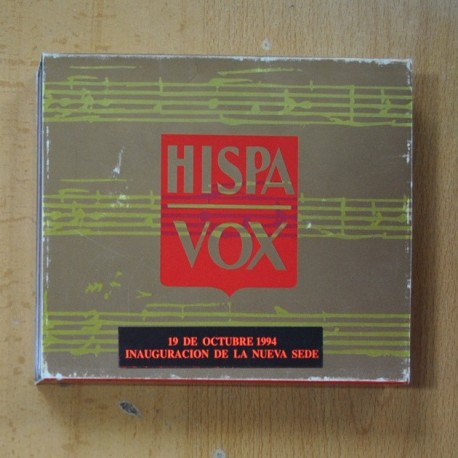 HISPA
VOX
19 DE OCTUBRE 1994
INAUGURACION DE LA NUEVA SEDE